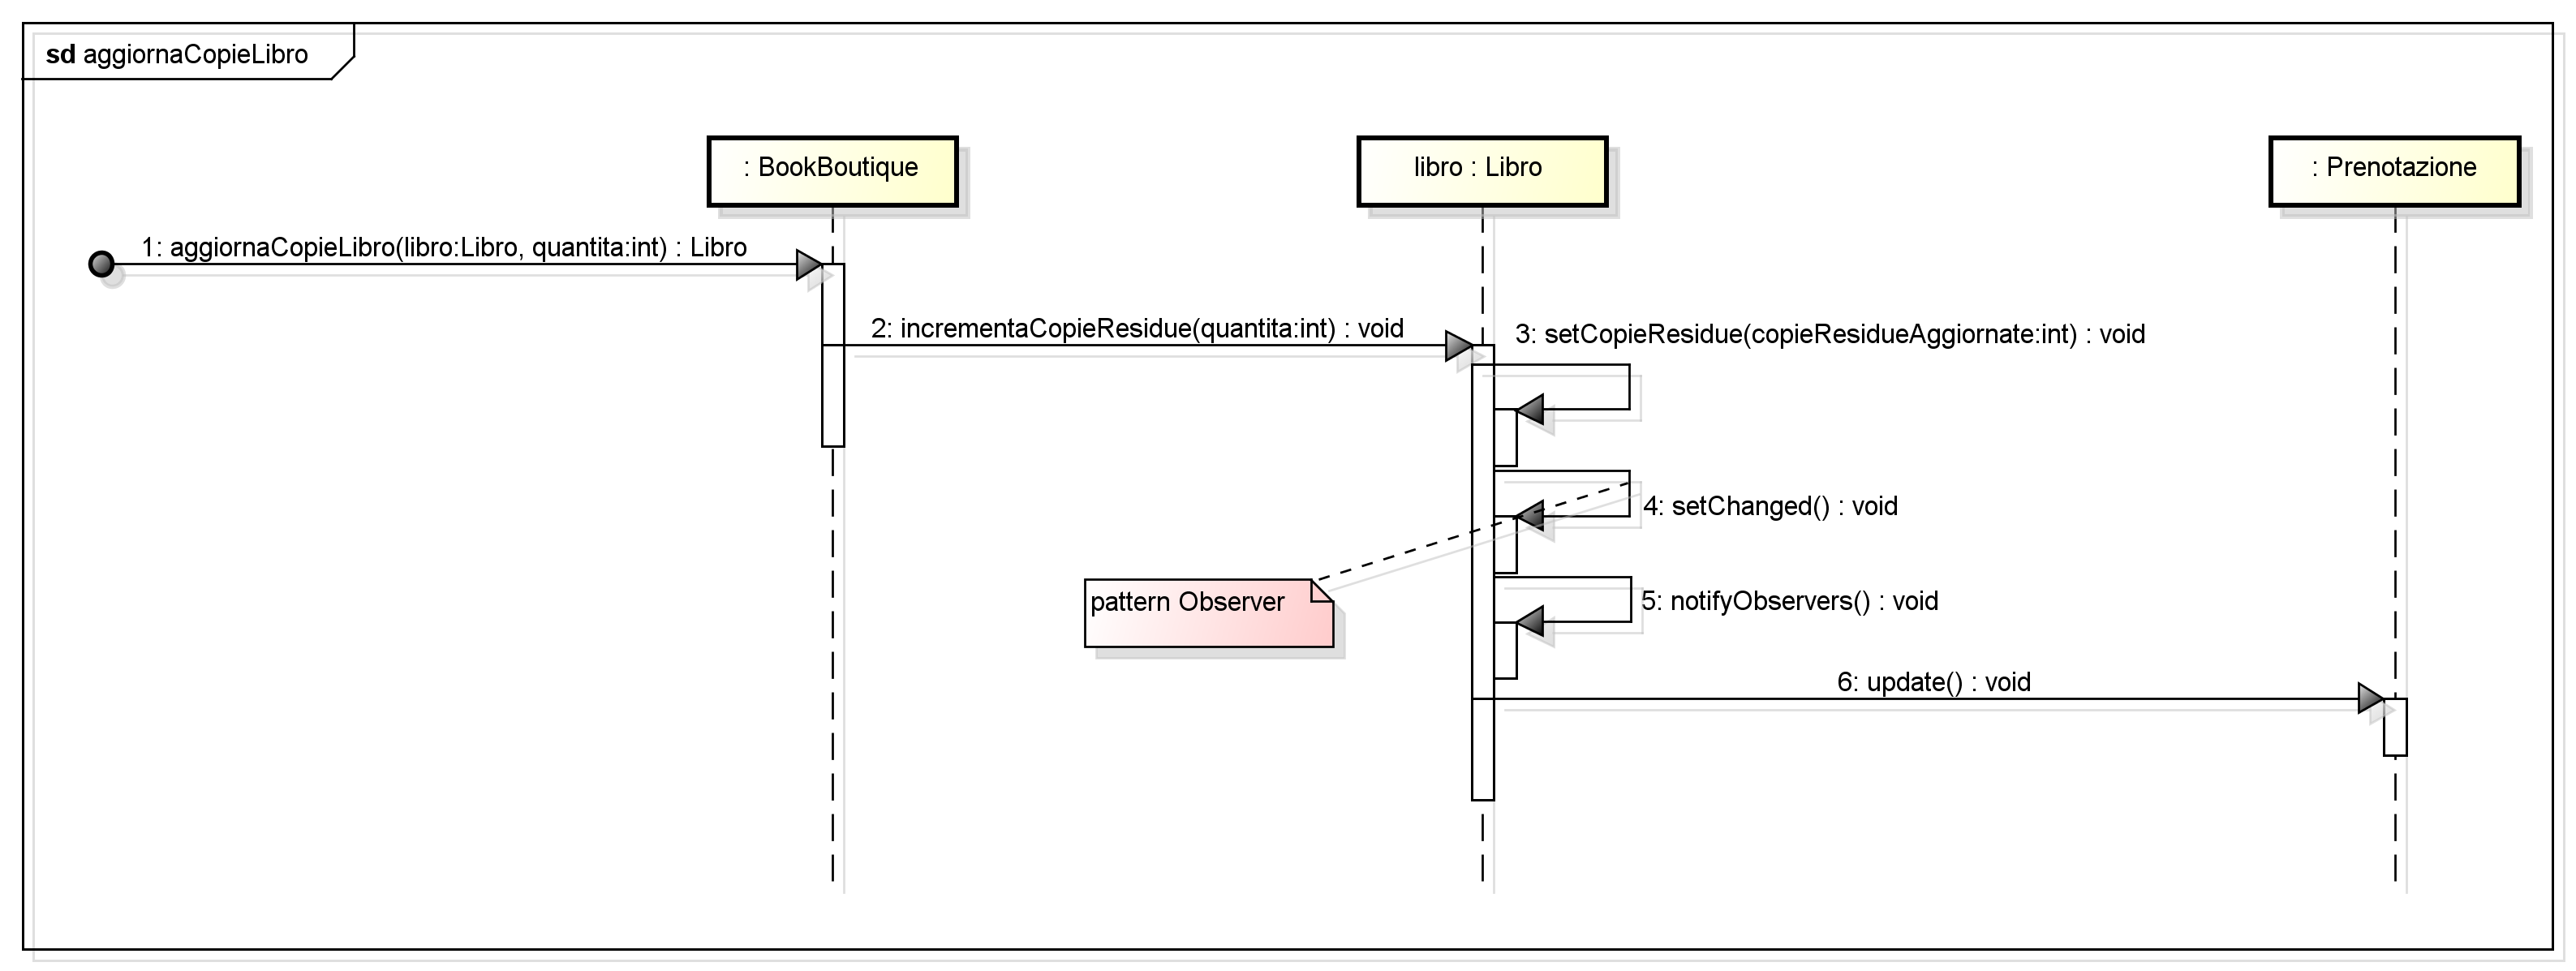 sd aggiornaCopieLibro
: BookBoutique
libro : Libro
: Prenotazione
1: aggiornaCopieLibro(libro:Libro, quantita:int) : Libro
2: incrementaCopieResidue(quantita:int) : void
3: setCopieResidue(copieResidueAggiornate:int) : void
4: setChanged() : void
pattern Observer
5: notifyObservers() : void
6: update() : void